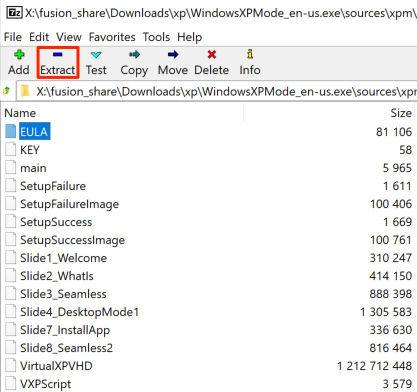 7z X:\fusion_share\Downloads\xp\WindowsXPMode_en-us.exe\sources\xpm\
File Edit View Favorites Tools Help
Add Extract Test Copy Move Delete Info
X:\fusion_share\Downloads\xp\WindowsXPMode_en-us.exe\sources\xpm
Name Size
EULA 81 106
KEY 58
main 5 965
SetupFailure 1 611
SetupFailureImage 100 406
SetupSuccess 1 669
SetupSuccessImage 100 761
Slide1_Welcome 310 247
Slide2_WhatIs 414 150
Slide3_Seamless 888 398
Slide4_DesktopMode1 1 305 583
Slide7_InstallApp 336 630
Slide8_Seamless2 816 464
VirtualXPVHD 1 212 712 448
VXPScript 3 579